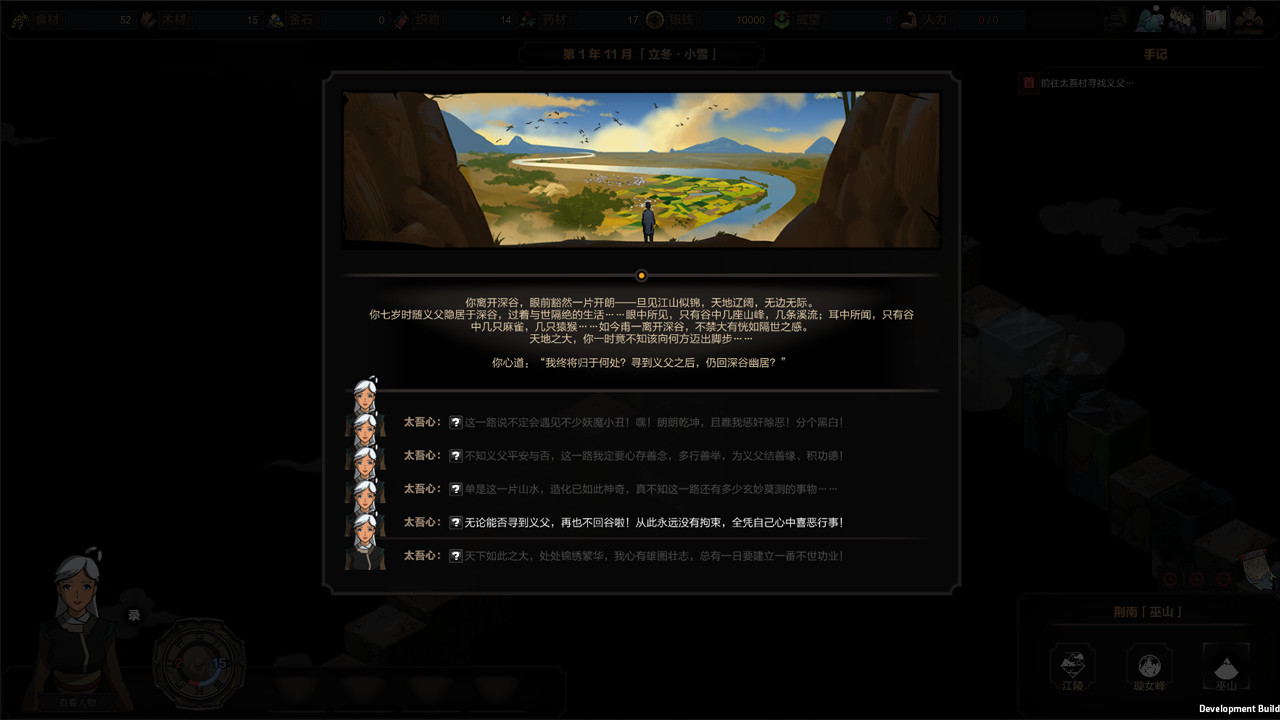 食材 52 木材 15 金石 0 织物 14 药材 17 银钱 10000 威望 0 人力 0 / 0
第 1 年 11 月「立冬·小雪」
手记
首 前往太吾村寻找义父…
你离开深谷，眼前豁然一片开朗——旦见江山似锦，天地辽阔，无边无际。
你七岁时随义父隐居于深谷，过着与世隔绝的生活……眼中所见，只有谷中几座山峰，几条溪流；耳中所闻，只有谷
中几只麻雀，几只猿猴……如今甫一离开深谷，不禁大有恍如隔世之感。
天地之大，你一时竟不知该向何方迈出脚步……
你心道：“我终将归于何处？寻到义父之后，仍回深谷幽居？”
太吾心： ? 这一路说不定会遇见不少妖魔小丑！嘿！朗朗乾坤，且瞧我惩奸除恶！分个黑白！
太吾心： ? 不知义父平安与否，这一路我定要心存善念，多行善举，为义父结善缘、积功德！
太吾心： ? 单是这一片山水，造化已如此神奇，真不知这一路还有多少玄妙莫测的事物……
太吾心： ? 无论能否寻到义父，再也不回谷啦！从此永远没有拘束，全凭自己心中喜恶行事！
太吾心： ? 天下如此之大，处处锦绣繁华，我心有雄图壮志，总有一日要建立一番不世功业！
录
15
查看人物
荆南「巫山」
江陵 璇女峰 巫山
Development Build